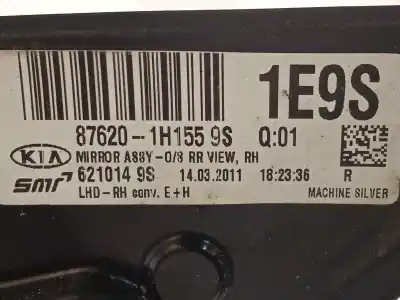 1E9S
87620-1H155 9S Q:01
KIA MIRROR ASSY-O/S RR VIEW, RH
smr 621014 9S 14.03.2011 18:23:36 R
LHD-RH conv. E+H MACHINE SILVER